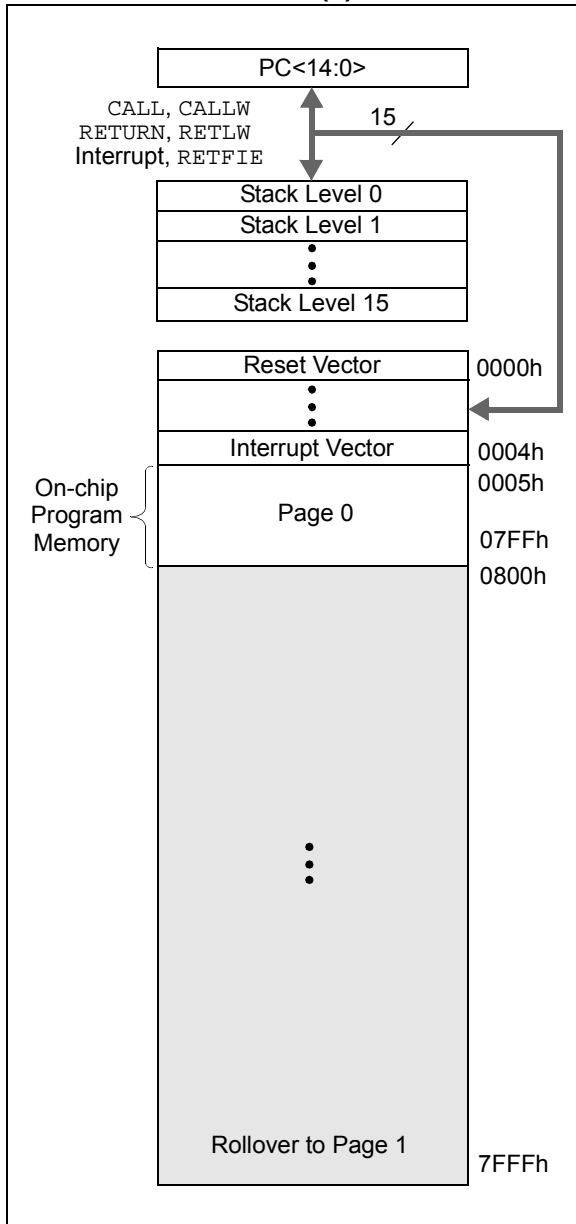 PC<14:0>
CALL, CALLW
RETURN, RETLW
Interrupt, RETFIE
15
Stack Level 0
Stack Level 1
Stack Level 15
Reset Vector
0000h
Interrupt Vector
0004h
On-chip
Program
Memory
Page 0
0005h
07FFh
0800h
Rollover to Page 1
7FFFh